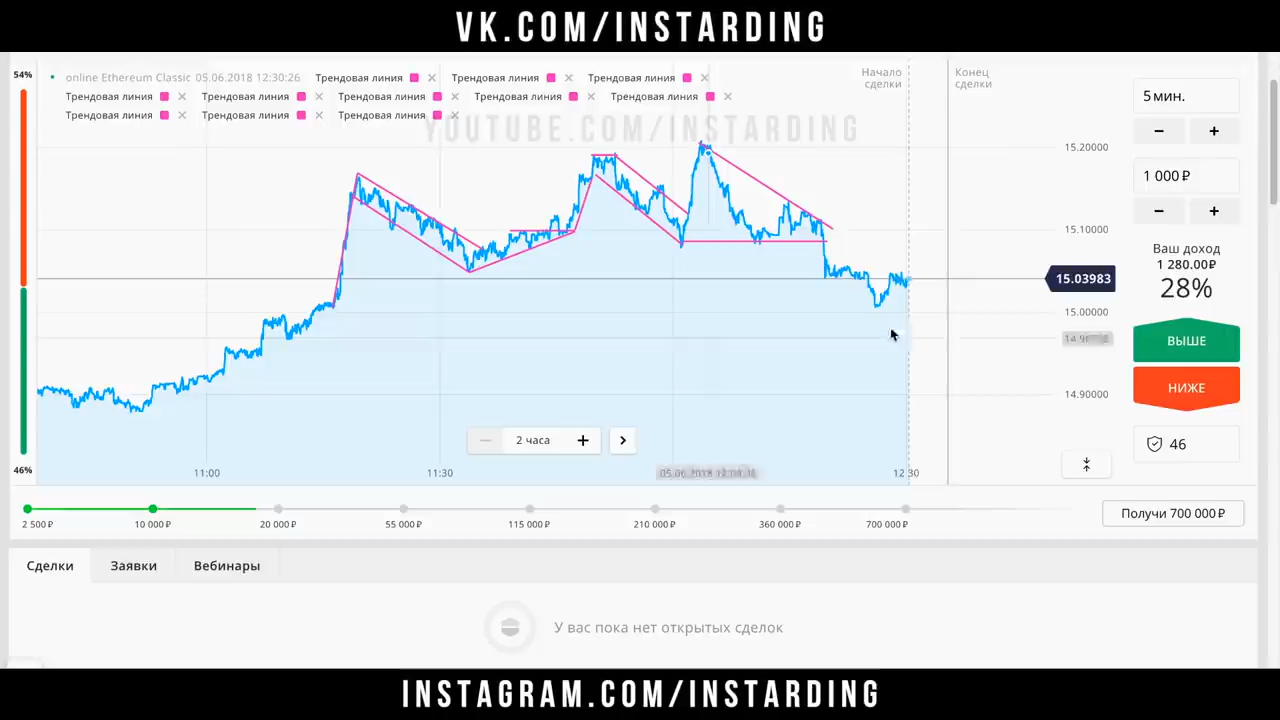 VK.COM/INSTARDING
54%
online Ethereum Classic 05.06.2018 12:30:26 Трендовая линия Трендовая линия Трендовая линия
Трендовая линия Трендовая линия Трендовая линия Трендовая линия Трендовая линия
Трендовая линия Трендовая линия Трендовая линия
YOUTUBE.COM/INSTARDING
Начало
сделки
Конец
сделки
15.20000
15.10000
15.03983
15.00000
14.90000
46%
2 часа
11:00
11:30
12:30
5 мин.
1 000 ₽
Ваш доход
1 280.00 ₽
28%
ВЫШЕ
НИЖЕ
46
2 500 ₽
10 000 ₽
20 000 ₽
55 000 ₽
115 000 ₽
210 000 ₽
360 000 ₽
700 000 ₽
Получи 700 000 ₽
Сделки Заявки Вебинары
У вас пока нет открытых сделок
INSTAGRAM.COM/INSTARDING